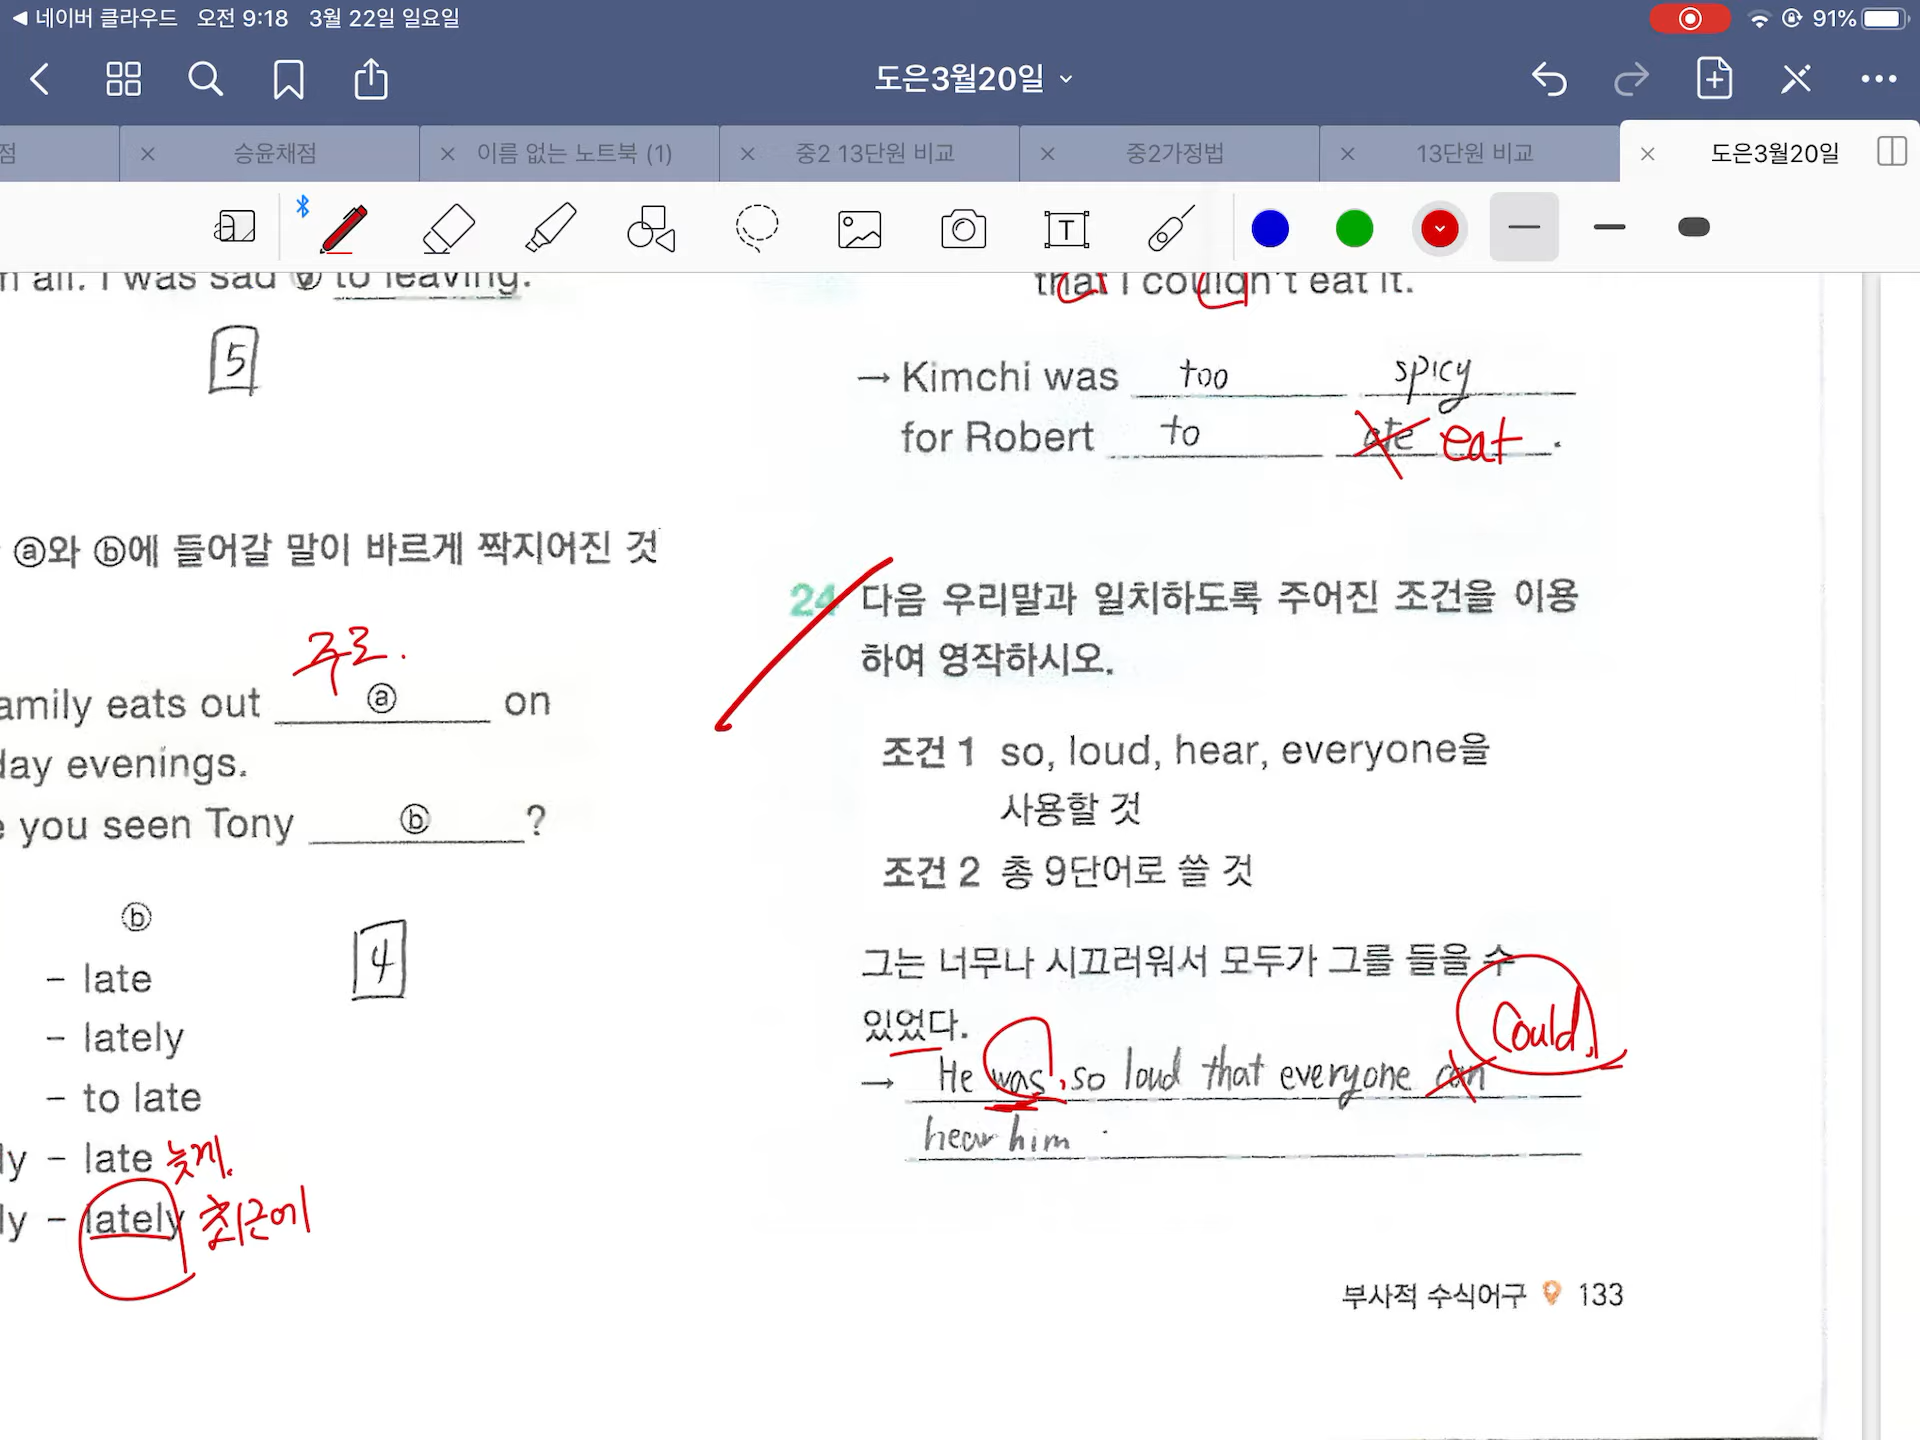 네이버 클라우드 오전 9:18 3월 22일 일요일 91%
도은3월20일
점 승윤채점 이름 없는 노트북 (1) 중2 13단원 비교 중2가정법 13단원 비교 도은3월20일
n all. I was sad ⓥ to leaving.
5
ⓐ와 ⓑ에 들어갈 말이 바르게 짝지어진 것
주로.
amily eats out ⓐ on
day evenings.
e you seen Tony ⓑ ?
ⓑ
– late
– lately
– to late
ly – late 늦게.
ly – lately 최근에
4
that I couldn't eat it.
→ Kimchi was too spicy
for Robert to ate eat .
24 다음 우리말과 일치하도록 주어진 조건을 이용
하여 영작하시오.
조건 1 so, loud, hear, everyone을
사용할 것
조건 2 총 9단어로 쓸 것
그는 너무나 시끄러워서 모두가 그를 들을 수
있었다.
could
→ He was so loud that everyone can
hear him .
부사적 수식어구 133